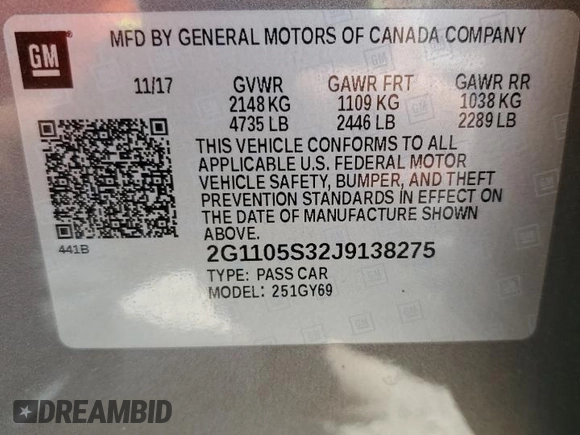 GM
MFD BY GENERAL MOTORS OF CANADA COMPANY
11/17 GVWR GAWR FRT GAWR RR
2148 KG 1109 KG 1038 KG
4735 LB 2446 LB 2289 LB
THIS VEHICLE CONFORMS TO ALL
APPLICABLE U.S. FEDERAL MOTOR
VEHICLE SAFETY, BUMPER, AND THEFT
PREVENTION STANDARDS IN EFFECT ON
THE DATE OF MANUFACTURE SHOWN
ABOVE.
441B
2G1105S32J9138275
TYPE: PASS CAR
MODEL: 251GY69
DREAMBID